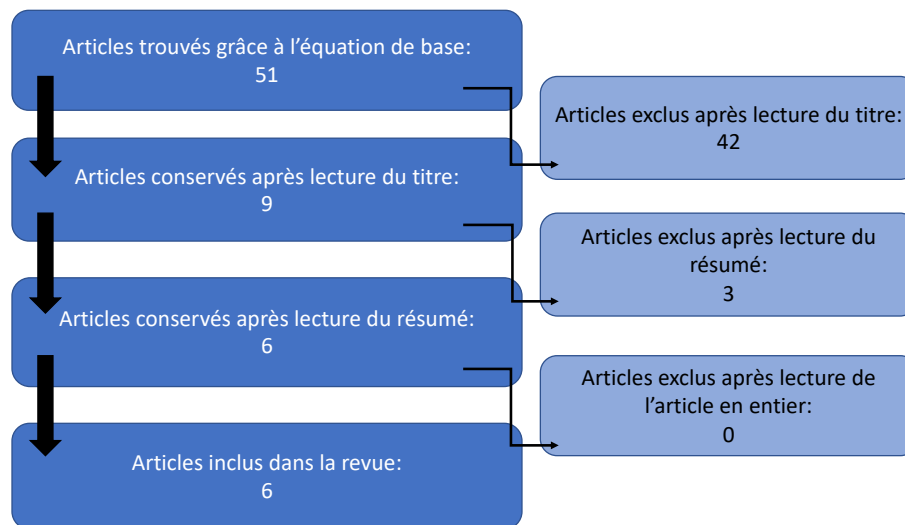 Articles trouvés grâce à l’équation de base:
51
Articles exclus après lecture du titre:
42
Articles conservés après lecture du titre:
9
Articles exclus après lecture du
résumé:
3
Articles conservés après lecture du résumé:
6
Articles exclus après lecture de
l’article en entier:
0
Articles inclus dans la revue:
6